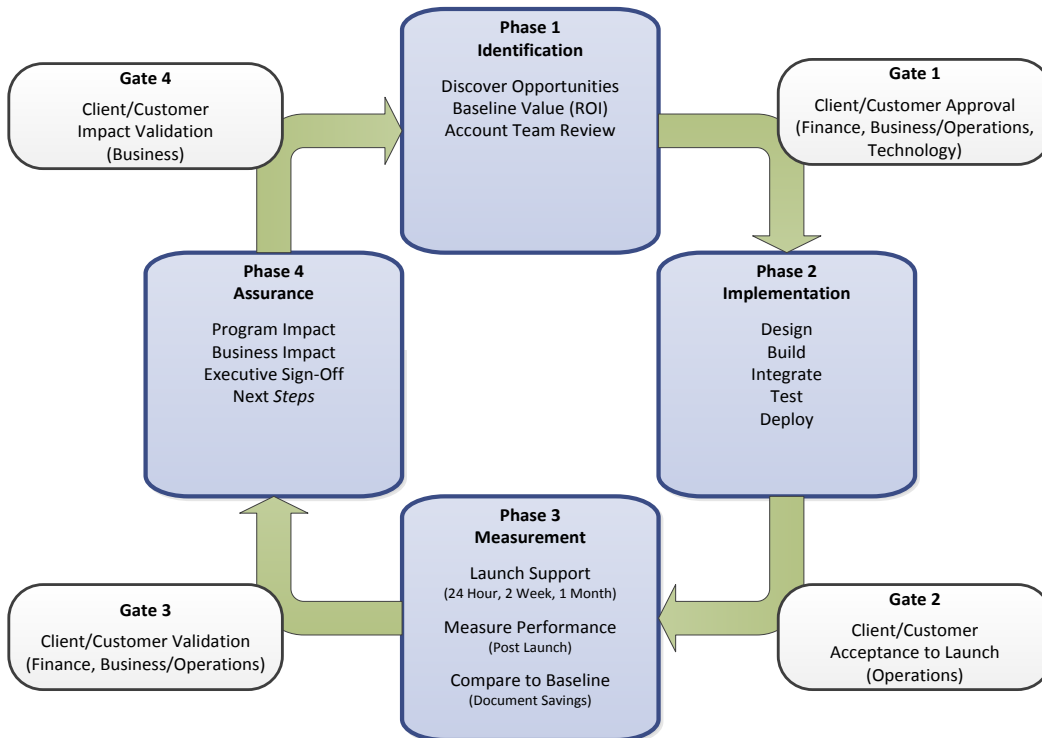 Phase 1
Identification
Discover Opportunities
Baseline Value (ROI)
Account Team Review
Gate 1
Client/Customer Approval
(Finance, Business/Operations,
Technology)
Phase 2
Implementation
Design
Build
Integrate
Test
Deploy
Gate 2
Client/Customer
Acceptance to Launch
(Operations)
Phase 3
Measurement
Launch Support
(24 Hour, 2 Week, 1 Month)
Measure Performance
(Post Launch)
Compare to Baseline
(Document Savings)
Gate 3
Client/Customer Validation
(Finance, Business/Operations)
Phase 4
Assurance
Program Impact
Business Impact
Executive Sign-Off
Next Steps
Gate 4
Client/Customer
Impact Validation
(Business)